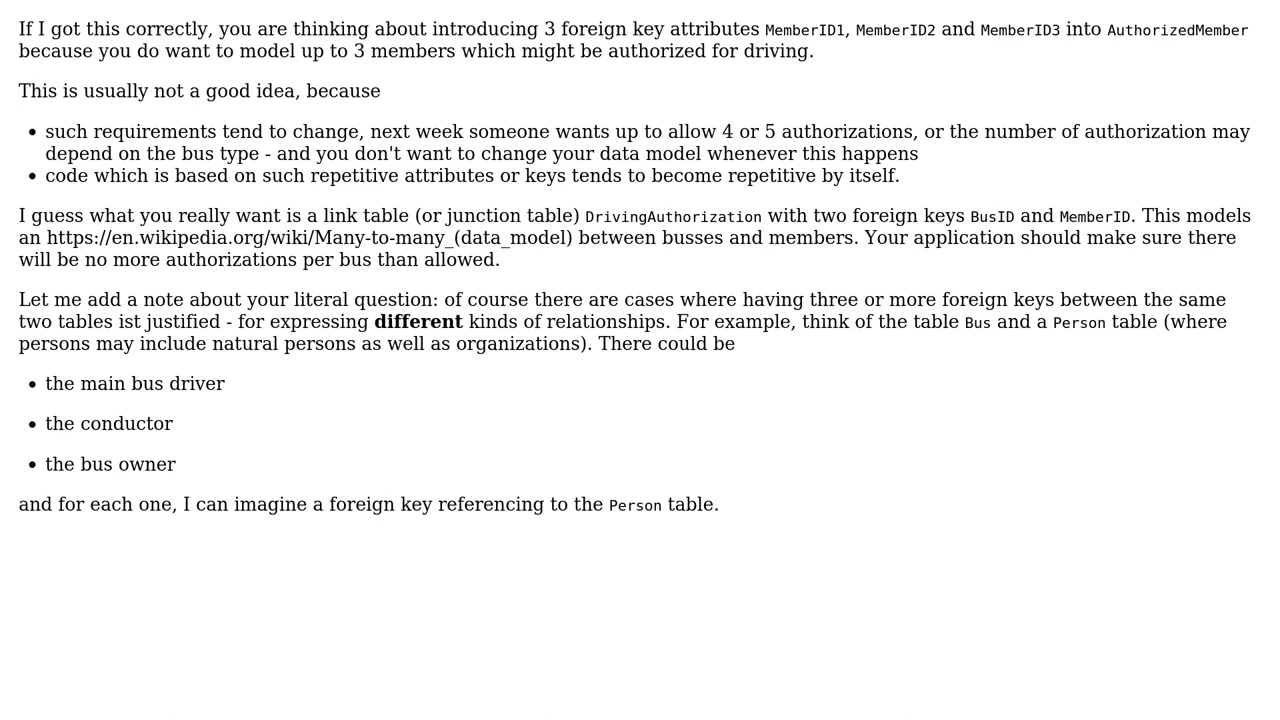 If I got this correctly, you are thinking about introducing 3 foreign key attributes MemberID1, MemberID2 and MemberID3 into AuthorizedMember
because you do want to model up to 3 members which might be authorized for driving.
This is usually not a good idea, because
• such requirements tend to change, next week someone wants up to allow 4 or 5 authorizations, or the number of authorization may
depend on the bus type - and you don't want to change your data model whenever this happens
• code which is based on such repetitive attributes or keys tends to become repetitive by itself.
I guess what you really want is a link table (or junction table) DrivingAuthorization with two foreign keys BusID and MemberID. This models
an https://en.wikipedia.org/wiki/Many-to-many_(data_model) between busses and members. Your application should make sure there
will be no more authorizations per bus than allowed.
Let me add a note about your literal question: of course there are cases where having three or more foreign keys between the same
two tables ist justified - for expressing different kinds of relationships. For example, think of the table Bus and a Person table (where
persons may include natural persons as well as organizations). There could be
• the main bus driver
• the conductor
• the bus owner
and for each one, I can imagine a foreign key referencing to the Person table.